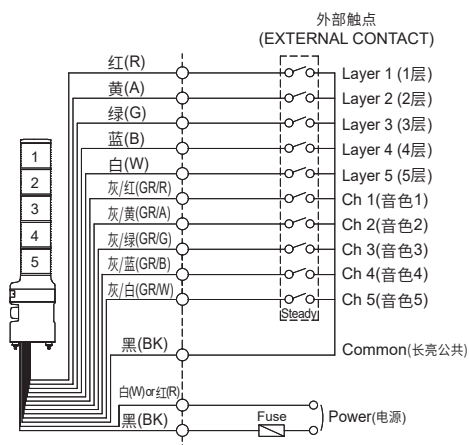 外部触点
(EXTERNAL CONTACT)
红(R)
Layer 1 (1层)
黄(A)
Layer 2 (2层)
绿(G)
Layer 3 (3层)
蓝(B)
Layer 4 (4层)
白(W)
Layer 5 (5层)
灰/红(GR/R)
Ch 1(音色1)
灰/黄(GR/A)
Ch 2(音色2)
灰/绿(GR/G)
Ch 3(音色3)
灰/蓝(GR/B)
Ch 4(音色4)
灰/白(GR/W)
Ch 5(音色5)
Steady
1
2
3
4
5
3
黑(BK)
Common(长亮公共)
白(W)or红(R)
黑(BK)
Fuse
Power(电源)